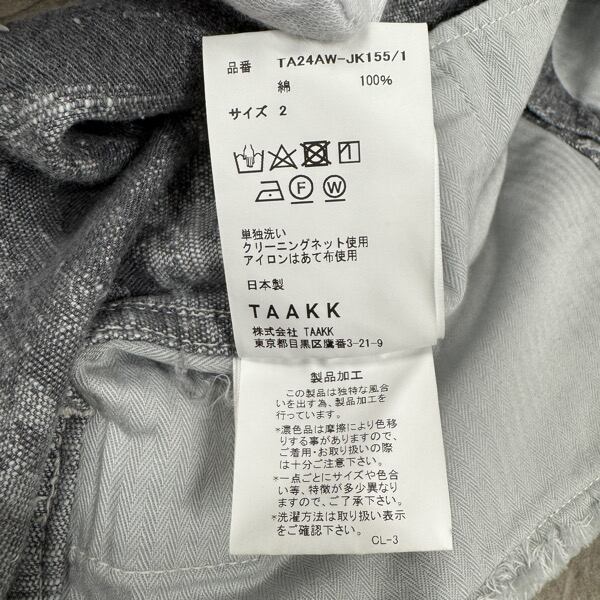 品番 TA24AW-JK155/1
綿 100%
サイズ 2
F W
単独洗い
クリーニングネット使用
アイロンはあて布使用
日本製
TAAKK
株式会社 TAAKK
東京都目黒区鷹番3-21-9
製品加工
この製品は独特な風合
いを出す為、製品加工を
行っています。
*濃色品は摩擦により色移
りする事がありますので、
ご着用・お取り扱いの際
は十分ご注意下さい。
*一点ごとにサイズや色合
い等、特徴が多少異なり
ますので、ご了承下さい。
*洗濯方法は取り扱い表示
をご確認下さい。
CL-3